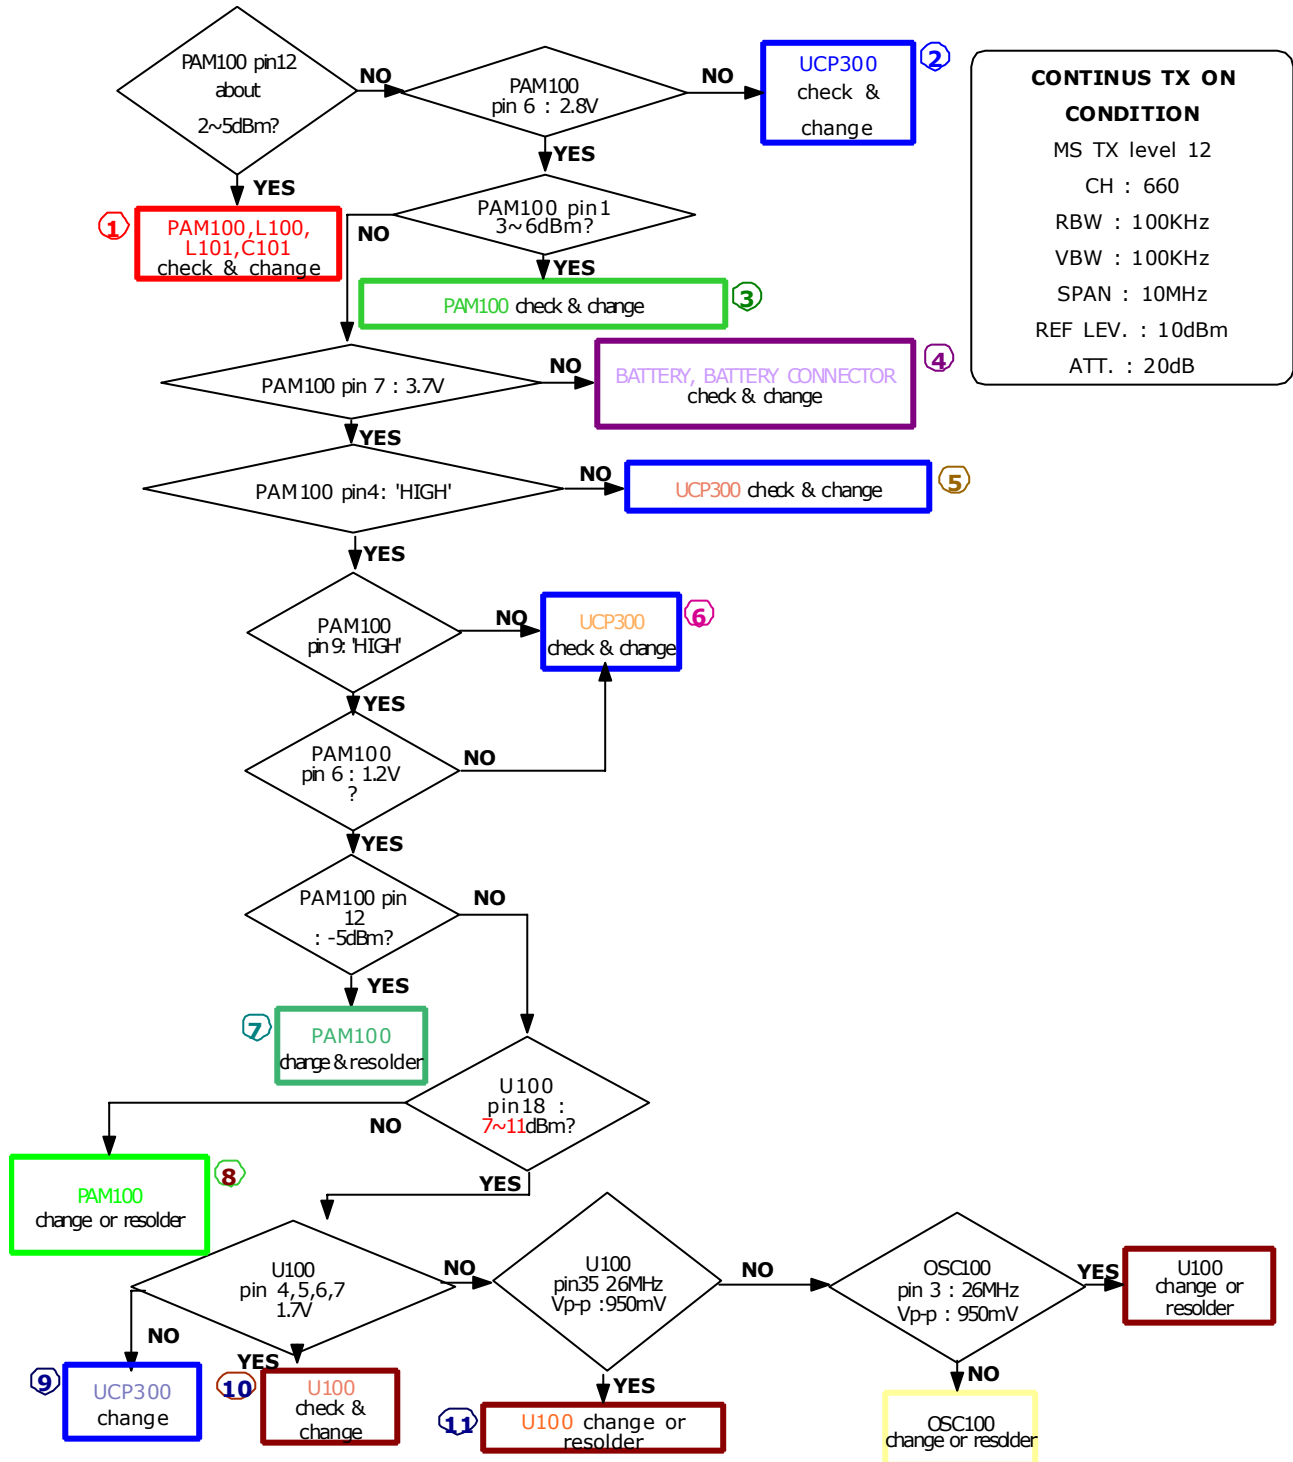 PAM100 pin12
about
2~5dBm?
NO
PAM100
pin 6 : 2.8V
NO
UCP300
check &
change
2
CONTINUS TX ON
CONDITION
MS TX level 12
CH : 660
RBW : 100KHz
VBW : 100KHz
SPAN : 10MHz
REF LEV. : 10dBm
ATT. : 20dB
YES
YES
1
PAM100,L100,
L101,C101
check & change
NO
PAM100 pin1
3~6dBm?
YES
PAM100 check & change
3
PAM100 pin 7 : 3.7V
NO
BATTERY, BATTERY CONNECTOR
check & change
4
YES
PAM100 pin4: 'HIGH'
NO
UCP300 check & change
5
YES
PAM100
pin9: 'HIGH'
NO
UCP300
check & change
6
YES
PAM100
pin 6 : 1.2V
?
NO
YES
PAM100 pin
12
: -5dBm?
NO
YES
7
PAM100
change & resolder
U100
pin18 :
7~11dBm?
NO
PAM100
change or resolder
8
YES
U100
pin 4,5,6,7
1.7V
NO
U100
pin35 26MHz
Vp-p :950mV
NO
OSC100
pin 3 : 26MHz
Vp-p : 950mV
YES
U100
change or
resolder
NO
9
UCP300
change
YES
10
U100
check &
change
YES
11
U100 change or
resolder
NO
OSC100
change or resolder